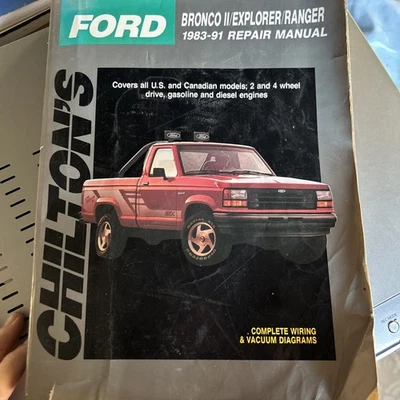 FORD
BRONCO II/EXPLORER/RANGER
1983-91 REPAIR MANUAL
Covers all U.S. and Canadian models; 2 and 4 wheel
drive, gasoline and diesel engines
CHILTON'S
COMPLETE WIRING
& VACUUM DIAGRAMS